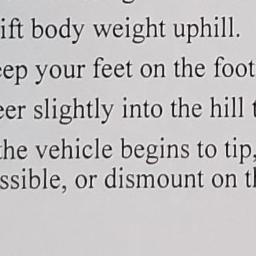 ift body weight uphill.
eep your feet on the foot
eer slightly into the hill t
the vehicle begins to tip,
ssible, or dismount on th